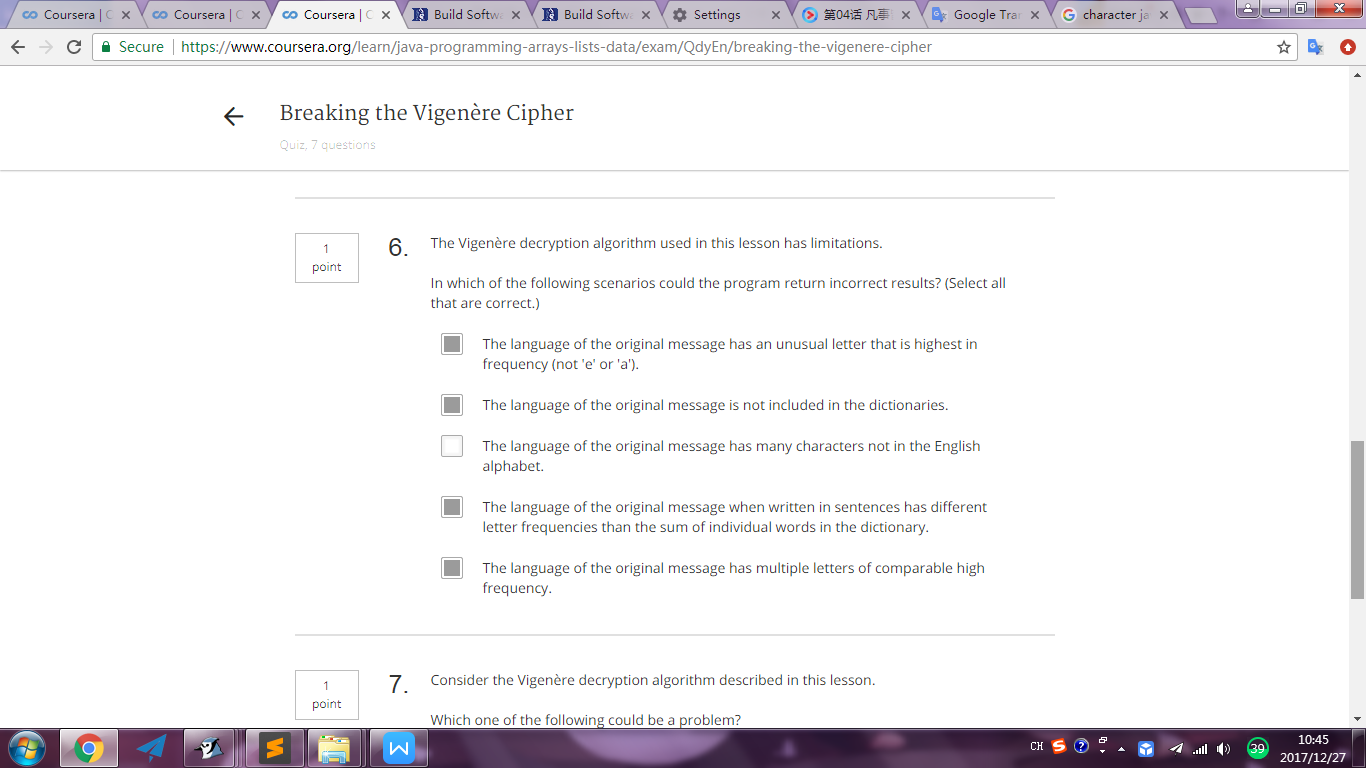 Coursera | C
Coursera | C
Coursera | C
Build Softwa
Build Softwa
Settings
第04话 凡事
Google Tran
character ja
Secure
https://www.coursera.org/learn/java-programming-arrays-lists-data/exam/QdyEn/breaking-the-vigenere-cipher
Breaking the Vigenère Cipher
Quiz, 7 questions
1
point
6.
The Vigenère decryption algorithm used in this lesson has limitations.
In which of the following scenarios could the program return incorrect results? (Select all
that are correct.)
The language of the original message has an unusual letter that is highest in
frequency (not 'e' or 'a').
The language of the original message is not included in the dictionaries.
The language of the original message has many characters not in the English
alphabet.
The language of the original message when written in sentences has different
letter frequencies than the sum of individual words in the dictionary.
The language of the original message has multiple letters of comparable high
frequency.
1
point
7.
Consider the Vigenère decryption algorithm described in this lesson.
Which one of the following could be a problem?
CH
39
10:45
2017/12/27